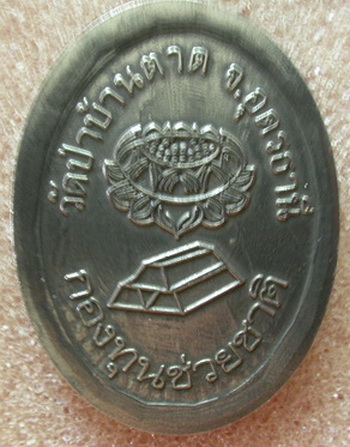 วัดป่าบ้านตาด จ.อุดรธานี
กองทุนช่วยชาติ